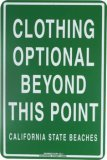 CLOTHING
OPTIONAL
BEYOND
THIS POINT
CALIFORNIA STATE BEACHES